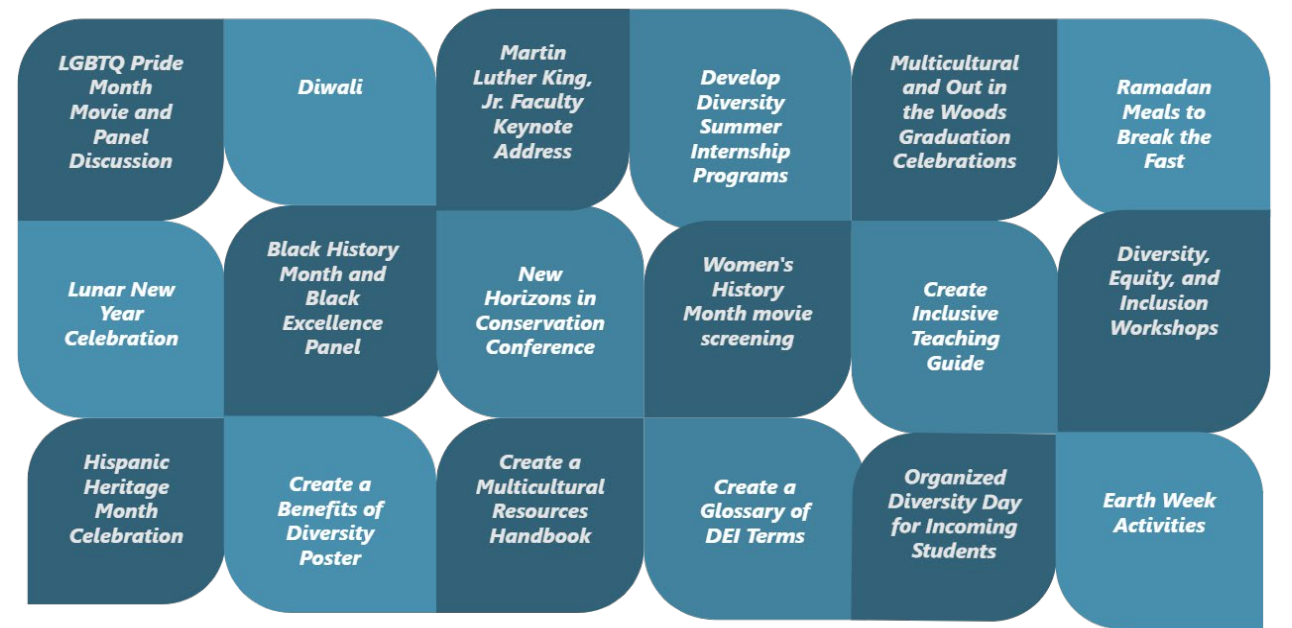 LGBTQ Pride
Month
Movie and
Panel
Discussion
Diwali
Martin
Luther King,
Jr. Faculty
Keynote
Address
Develop
Diversity
Summer
Internship
Programs
Multicultural
and Out in
the Woods
Graduation
Celebrations
Ramadan
Meals to
Break the
Fast
Lunar New
Year
Celebration
Black History
Month and
Black
Excellence
Panel
New
Horizons in
Conservation
Conference
Women's
History
Month movie
screening
Create
Inclusive
Teaching
Guide
Diversity,
Equity, and
Inclusion
Workshops
Hispanic
Heritage
Month
Celebration
Create a
Benefits of
Diversity
Poster
Create a
Multicultural
Resources
Handbook
Create a
Glossary of
DEI Terms
Organized
Diversity Day
for Incoming
Students
Earth Week
Activities